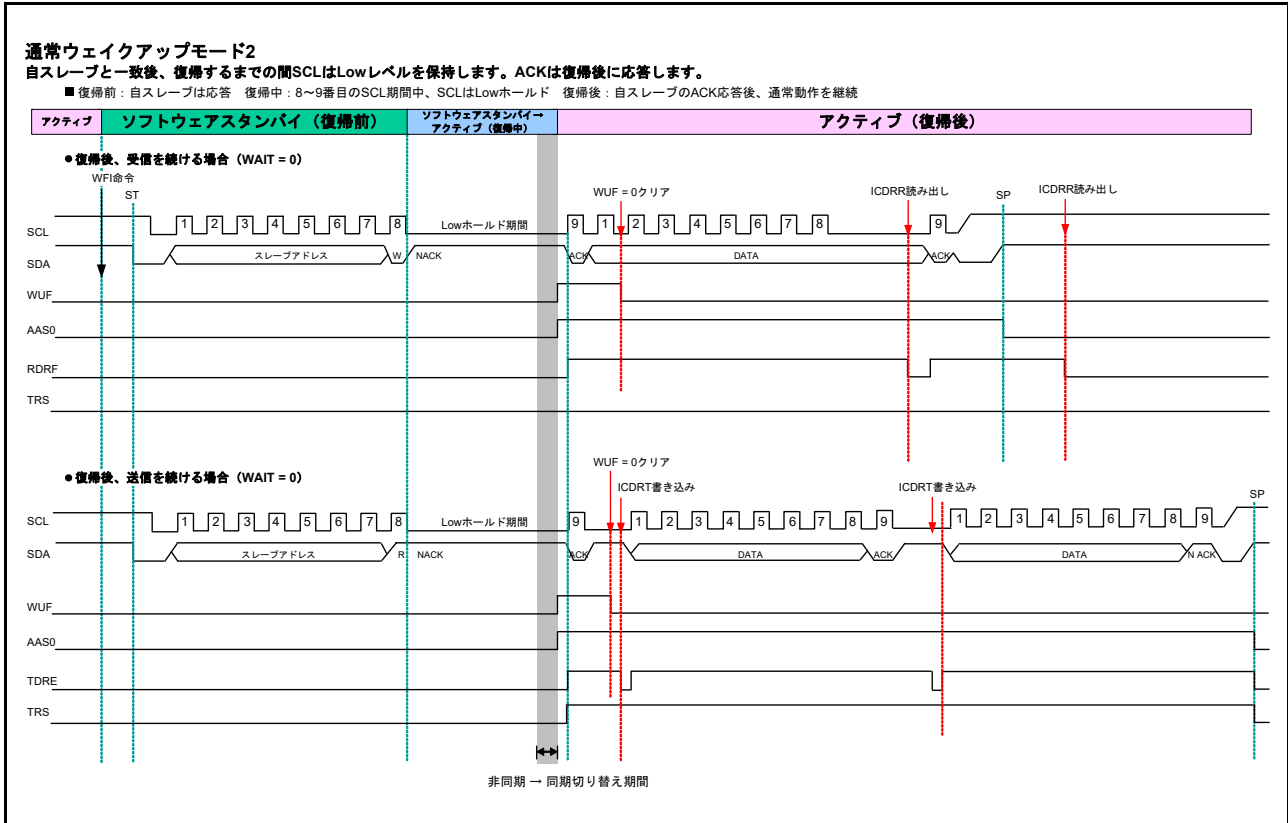 通常ウェイクアップモード2
自スレーブと一致後、復帰するまでの間SCLはLowレベルを保持します。ACKは復帰後に応答します。
■ 復帰前：自スレーブは応答　復帰中：8～9番目のSCL期間中、SCLはLowホールド　復帰後：自スレーブのACK応答後、通常動作を継続
アクティブ
ソフトウェアスタンバイ（復帰前）
ソフトウェアスタンバイ→
アクティブ（復帰中）
アクティブ（復帰後）
●復帰後、受信を続ける場合（WAIT = 0）
WFI命令
ST
WUF = 0クリア
ICDRR読み出し
SP
ICDRR読み出し
SCL
1 2 3 4 5 6 7 8
Lowホールド期間
9 1 2 3 4 5 6 7 8 9
SDA
スレーブアドレス
W
NACK
ACK
DATA
ACK
WUF
AAS0
RDRF
TRS
●復帰後、送信を続ける場合（WAIT = 0）
WUF = 0クリア
ICDRT書き込み
ICDRT書き込み
SP
SCL
1 2 3 4 5 6 7 8
Lowホールド期間
9 1 2 3 4 5 6 7 8 9 1 2 3 4 5 6 7 8 9
SDA
スレーブアドレス
R
NACK
ACK
DATA
ACK
DATA
N ACK
WUF
AAS0
TDRE
TRS
非同期 → 同期切り替え期間